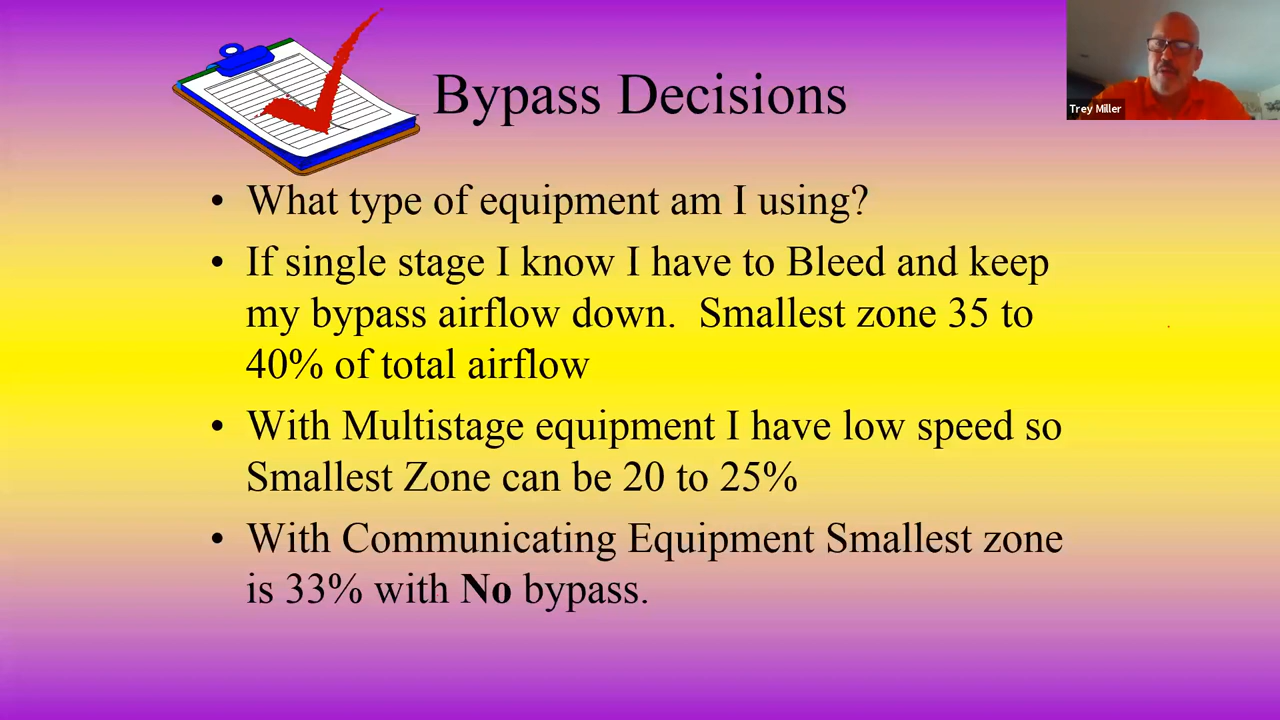 Bypass Decisions
Trey Miller
• What type of equipment am I using?
• If single stage I know I have to Bleed and keep
my bypass airflow down.  Smallest zone 35 to
40% of total airflow
• With Multistage equipment I have low speed so
Smallest Zone can be 20 to 25%
• With Communicating Equipment Smallest zone
is 33% with No bypass.